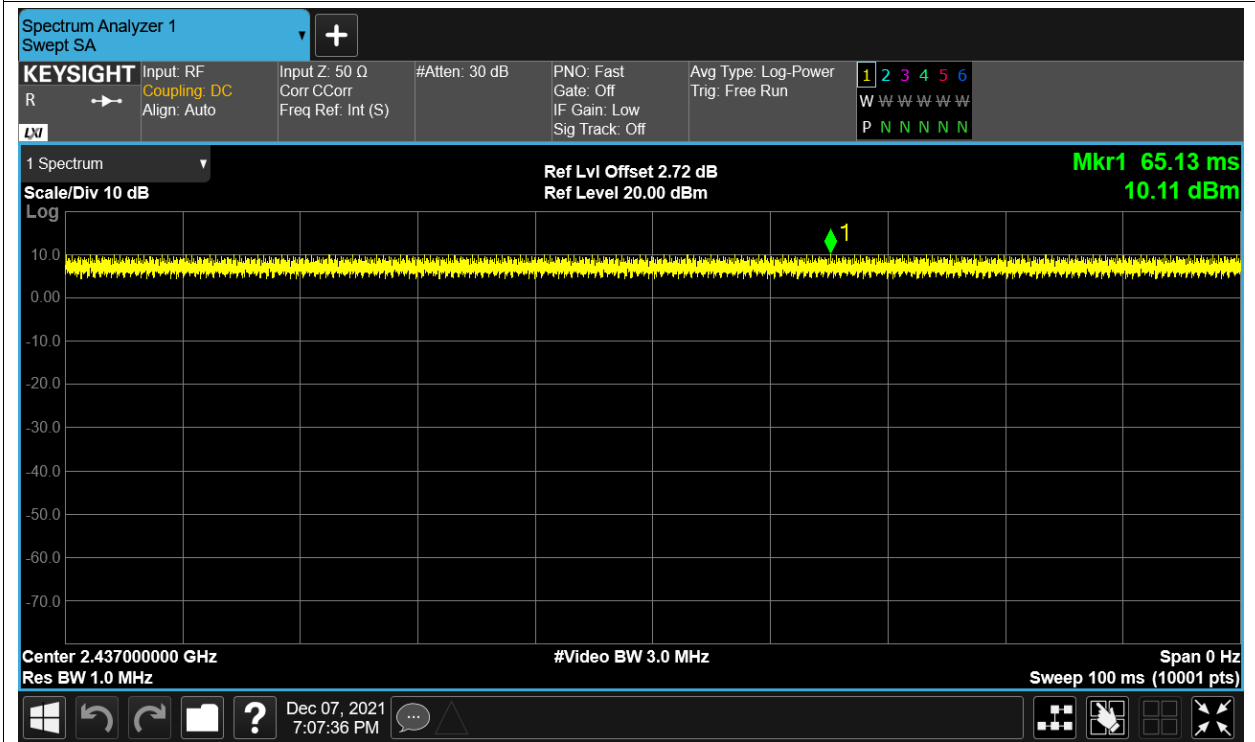 Spectrum Analyzer 1
Swept SA
KEYSIGHT
R
LXI
Input: RF
Coupling: DC
Align: Auto
Input Z: 50 Ω
Corr CCorr
Freq Ref: Int (S)
#Atten: 30 dB
PNO: Fast
Gate: Off
IF Gain: Low
Sig Track: Off
Avg Type: Log-Power
Trig: Free Run
1 2 3 4 5 6
W W W W W W
P N N N N N
1 Spectrum
Scale/Div 10 dB
Log
Ref Lvl Offset 2.72 dB
Ref Level 20.00 dBm
Mkr1 65.13 ms
10.11 dBm
1
10.0
0.00
-10.0
-20.0
-30.0
-40.0
-50.0
-60.0
-70.0
Center 2.437000000 GHz
Res BW 1.0 MHz
#Video BW 3.0 MHz
Span 0 Hz
Sweep 100 ms (10001 pts)
?
Dec 07, 2021
7:07:36 PM